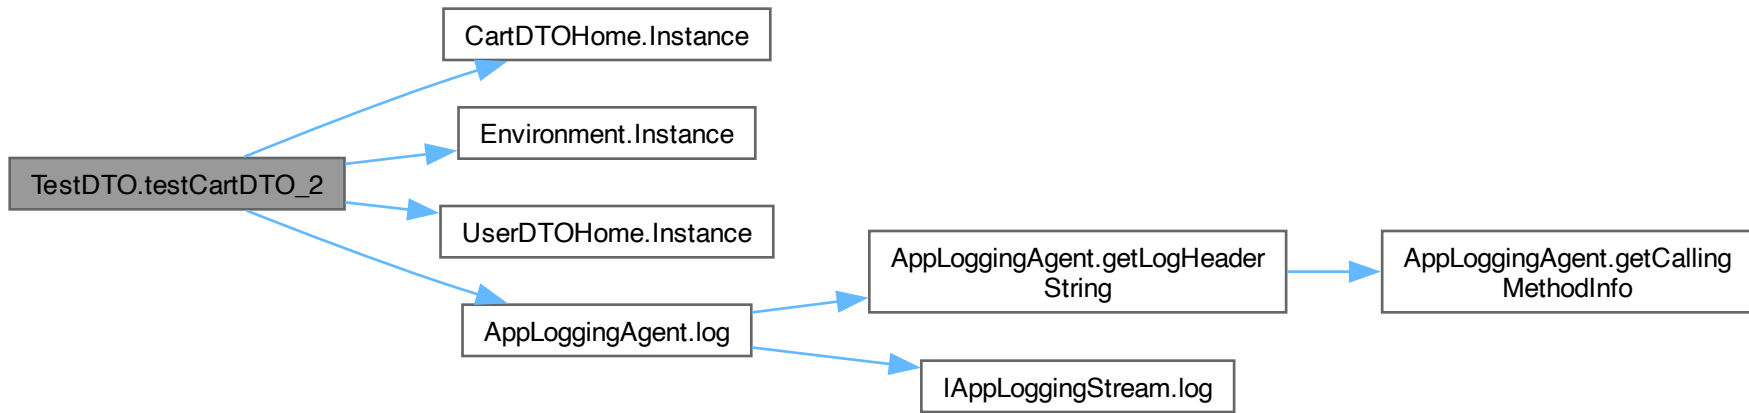 CartDTOHome.Instance
Environment.Instance
TestDTO.testCartDTO_2
UserDTOHome.Instance
AppLoggingAgent.getLogHeader
String
AppLoggingAgent.getCalling
MethodInfo
AppLoggingAgent.log
IAppLoggingStream.log